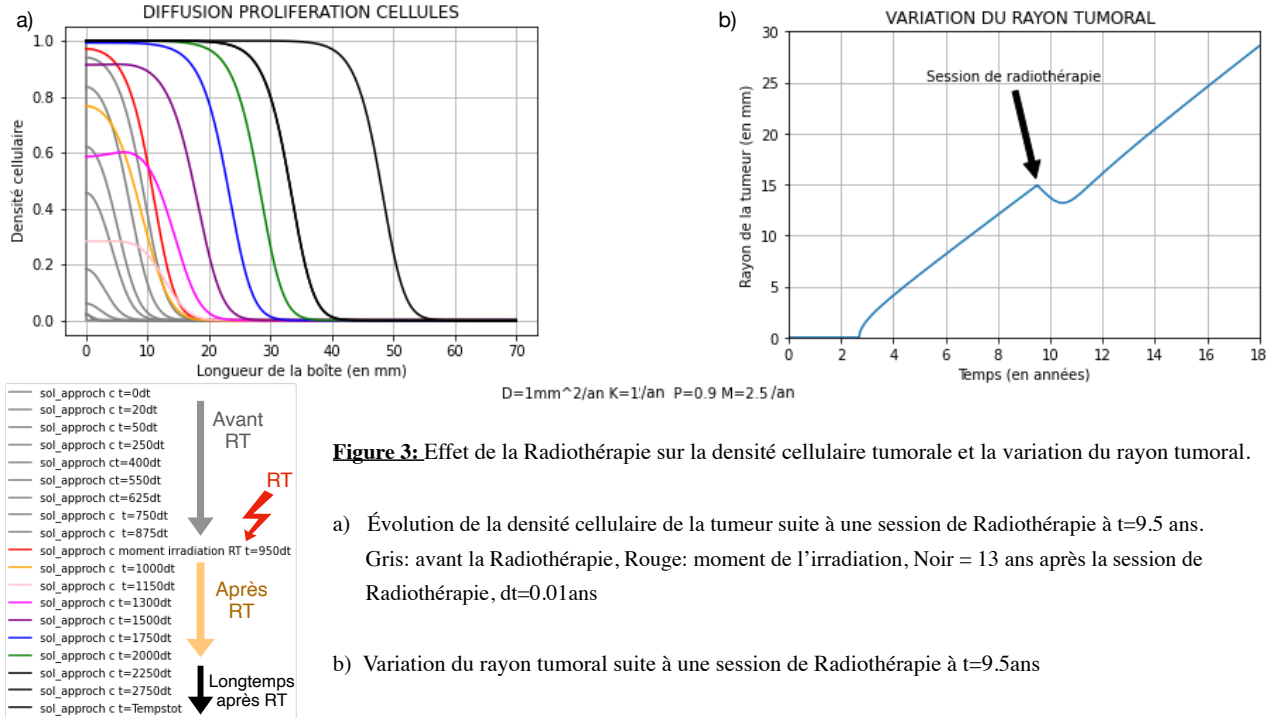 a)
DIFFUSION PROLIFERATION CELLULES
1.0
0.8
0.6
0.4
0.2
0.0
Densité cellulaire
0 10 20 30 40 50 60 70
Longueur de la boîte (en mm)
b)
VARIATION DU RAYON TUMORAL
30
25
20
15
10
5
0
Rayon de la tumeur (en mm)
Session de radiothérapie
0 2 4 6 8 10 12 14 16 18
Temps (en années)
D=1mm^2/an K=1/an P=0.9 M=2.5/an
sol_approch c t=0dt
sol_approch c t=20dt
sol_approch c t=50dt
sol_approch c t=250dt
sol_approch ct=400dt
sol_approch ct=550dt
sol_approch ct=625dt
sol_approch c t=750dt
sol_approch c t=875dt
sol_approch c moment irradiation RT t=950dt
sol_approch c t=1000dt
sol_approch c t=1150dt
sol_approch c t=1300dt
sol_approch c t=1500dt
sol_approch c t=1750dt
sol_approch c t=2000dt
sol_approch c t=2250dt
sol_approch c t=2750dt
sol_approch c t=Tempstot
Avant
RT
RT
Après
RT
Longtemps
après RT
Figure 3: Effet de la Radiothérapie sur la densité cellulaire tumorale et la variation du rayon tumoral.
a) Évolution de la densité cellulaire de la tumeur suite à une session de Radiothérapie à t=9.5 ans.
Gris: avant la Radiothérapie, Rouge: moment de l'irradiation, Noir = 13 ans après la session de
Radiothérapie, dt=0.01ans
b) Variation du rayon tumoral suite à une session de Radiothérapie à t=9.5ans